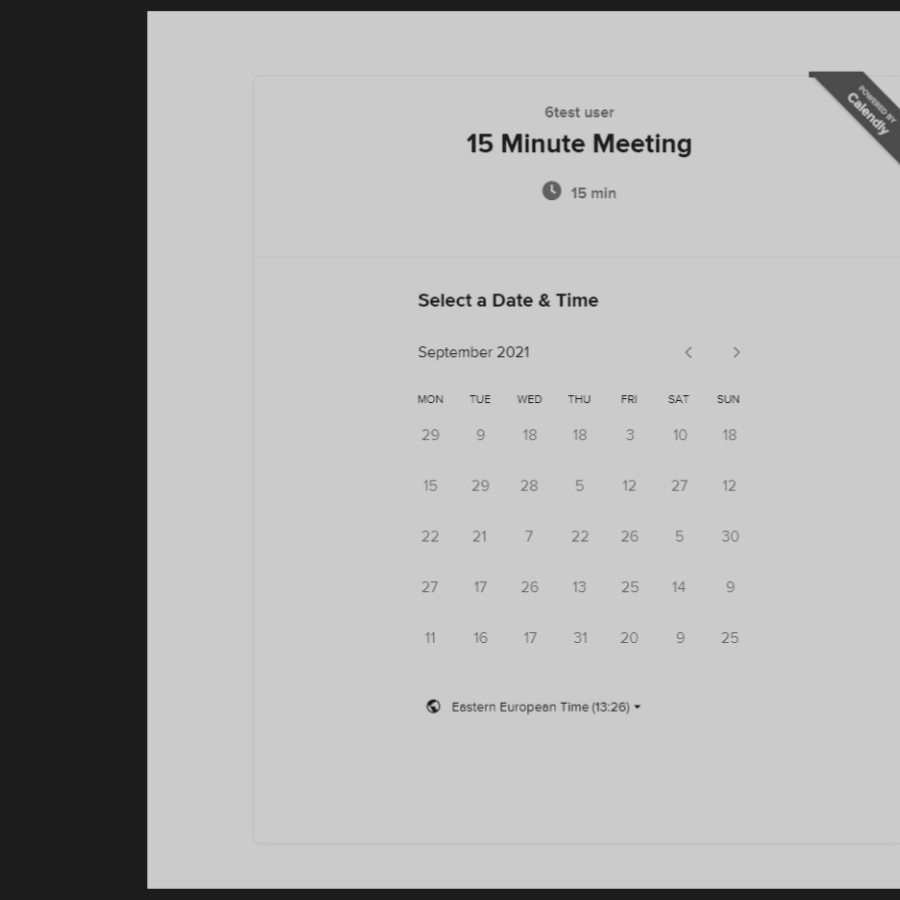 6test user
15 Minute Meeting
15 min
POWERED BY
Calendly
Select a Date & Time
September 2021
MON TUE WED THU FRI SAT SUN
29 9 18 18 3 10 18
15 29 28 5 12 27 12
22 21 7 22 26 5 30
27 17 26 13 25 14 9
11 16 17 31 20 9 25
Eastern European Time (13:26)